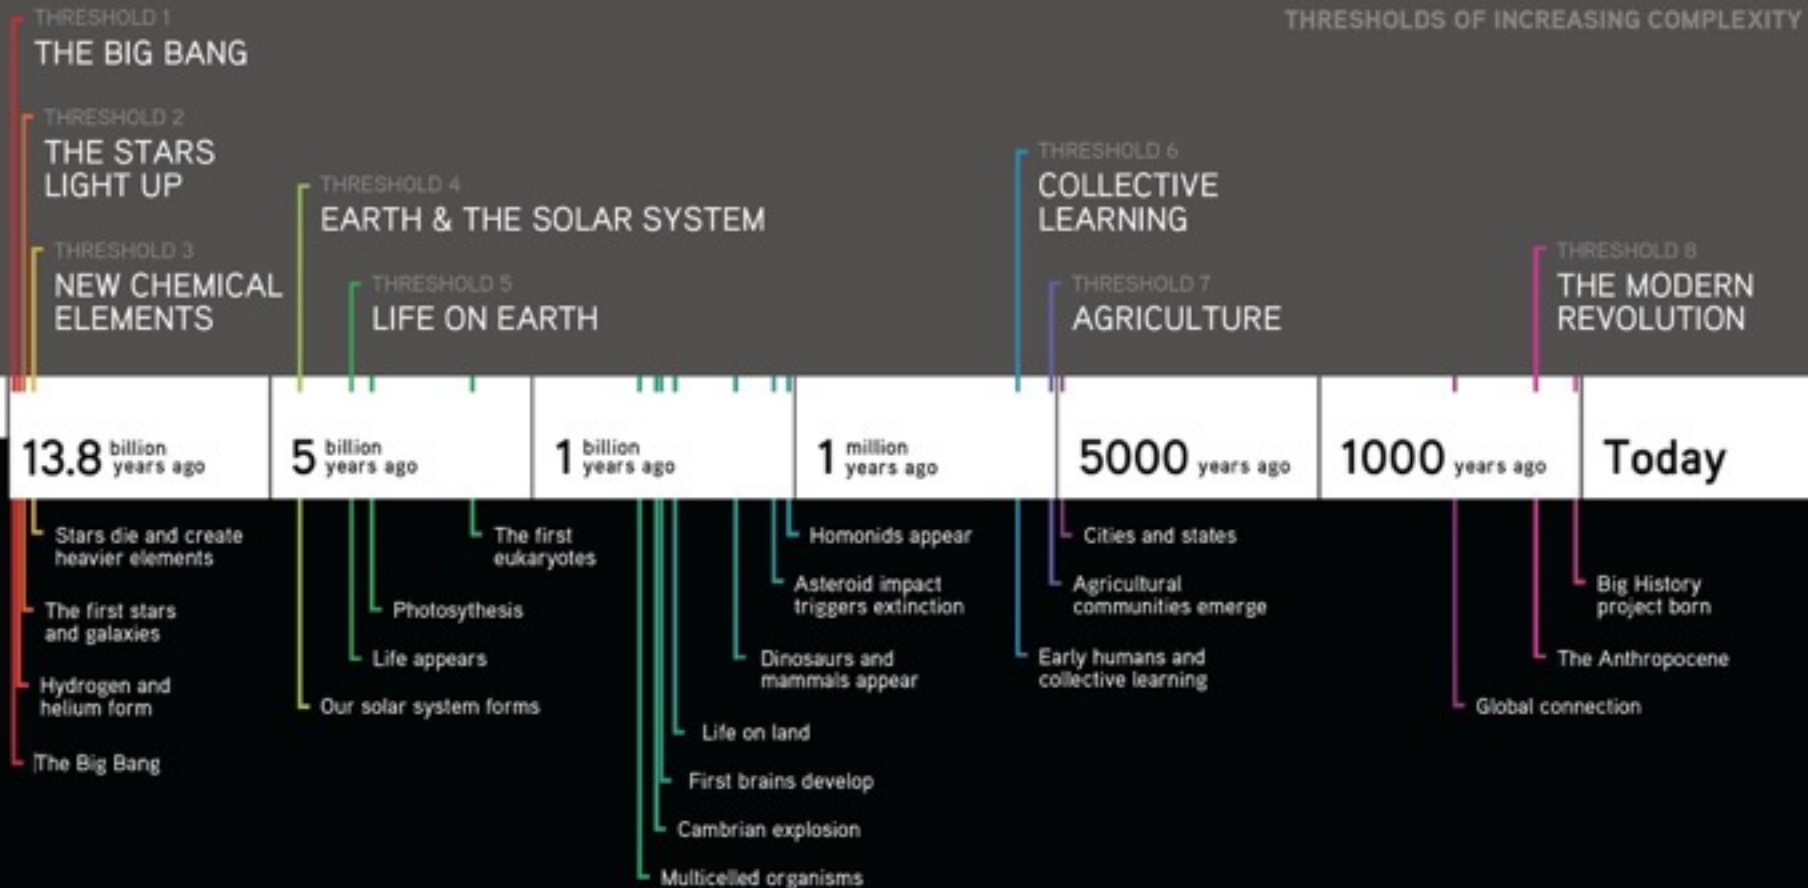 THRESHOLDS OF INCREASING COMPLEXITY
THRESHOLD 1
THE BIG BANG
THRESHOLD 2
THE STARS
LIGHT UP
THRESHOLD 3
NEW CHEMICAL
ELEMENTS
THRESHOLD 4
EARTH & THE SOLAR SYSTEM
THRESHOLD 5
LIFE ON EARTH
THRESHOLD 6
COLLECTIVE
LEARNING
THRESHOLD 7
AGRICULTURE
THRESHOLD 8
THE MODERN
REVOLUTION
13.8 billion
years ago
5 billion
years ago
1 billion
years ago
1 million
years ago
5000 years ago
1000 years ago
Today
Stars die and create
heavier elements
The first stars
and galaxies
Hydrogen and
helium form
The Big Bang
The first
eukaryotes
Photosythesis
Life appears
Our solar system forms
Homonids appear
Asteroid impact
triggers extinction
Dinosaurs and
mammals appear
Life on land
First brains develop
Cambrian explosion
Multicelled organisms
Cities and states
Agricultural
communities emerge
Early humans and
collective learning
Big History
project born
The Anthropocene
Global connection